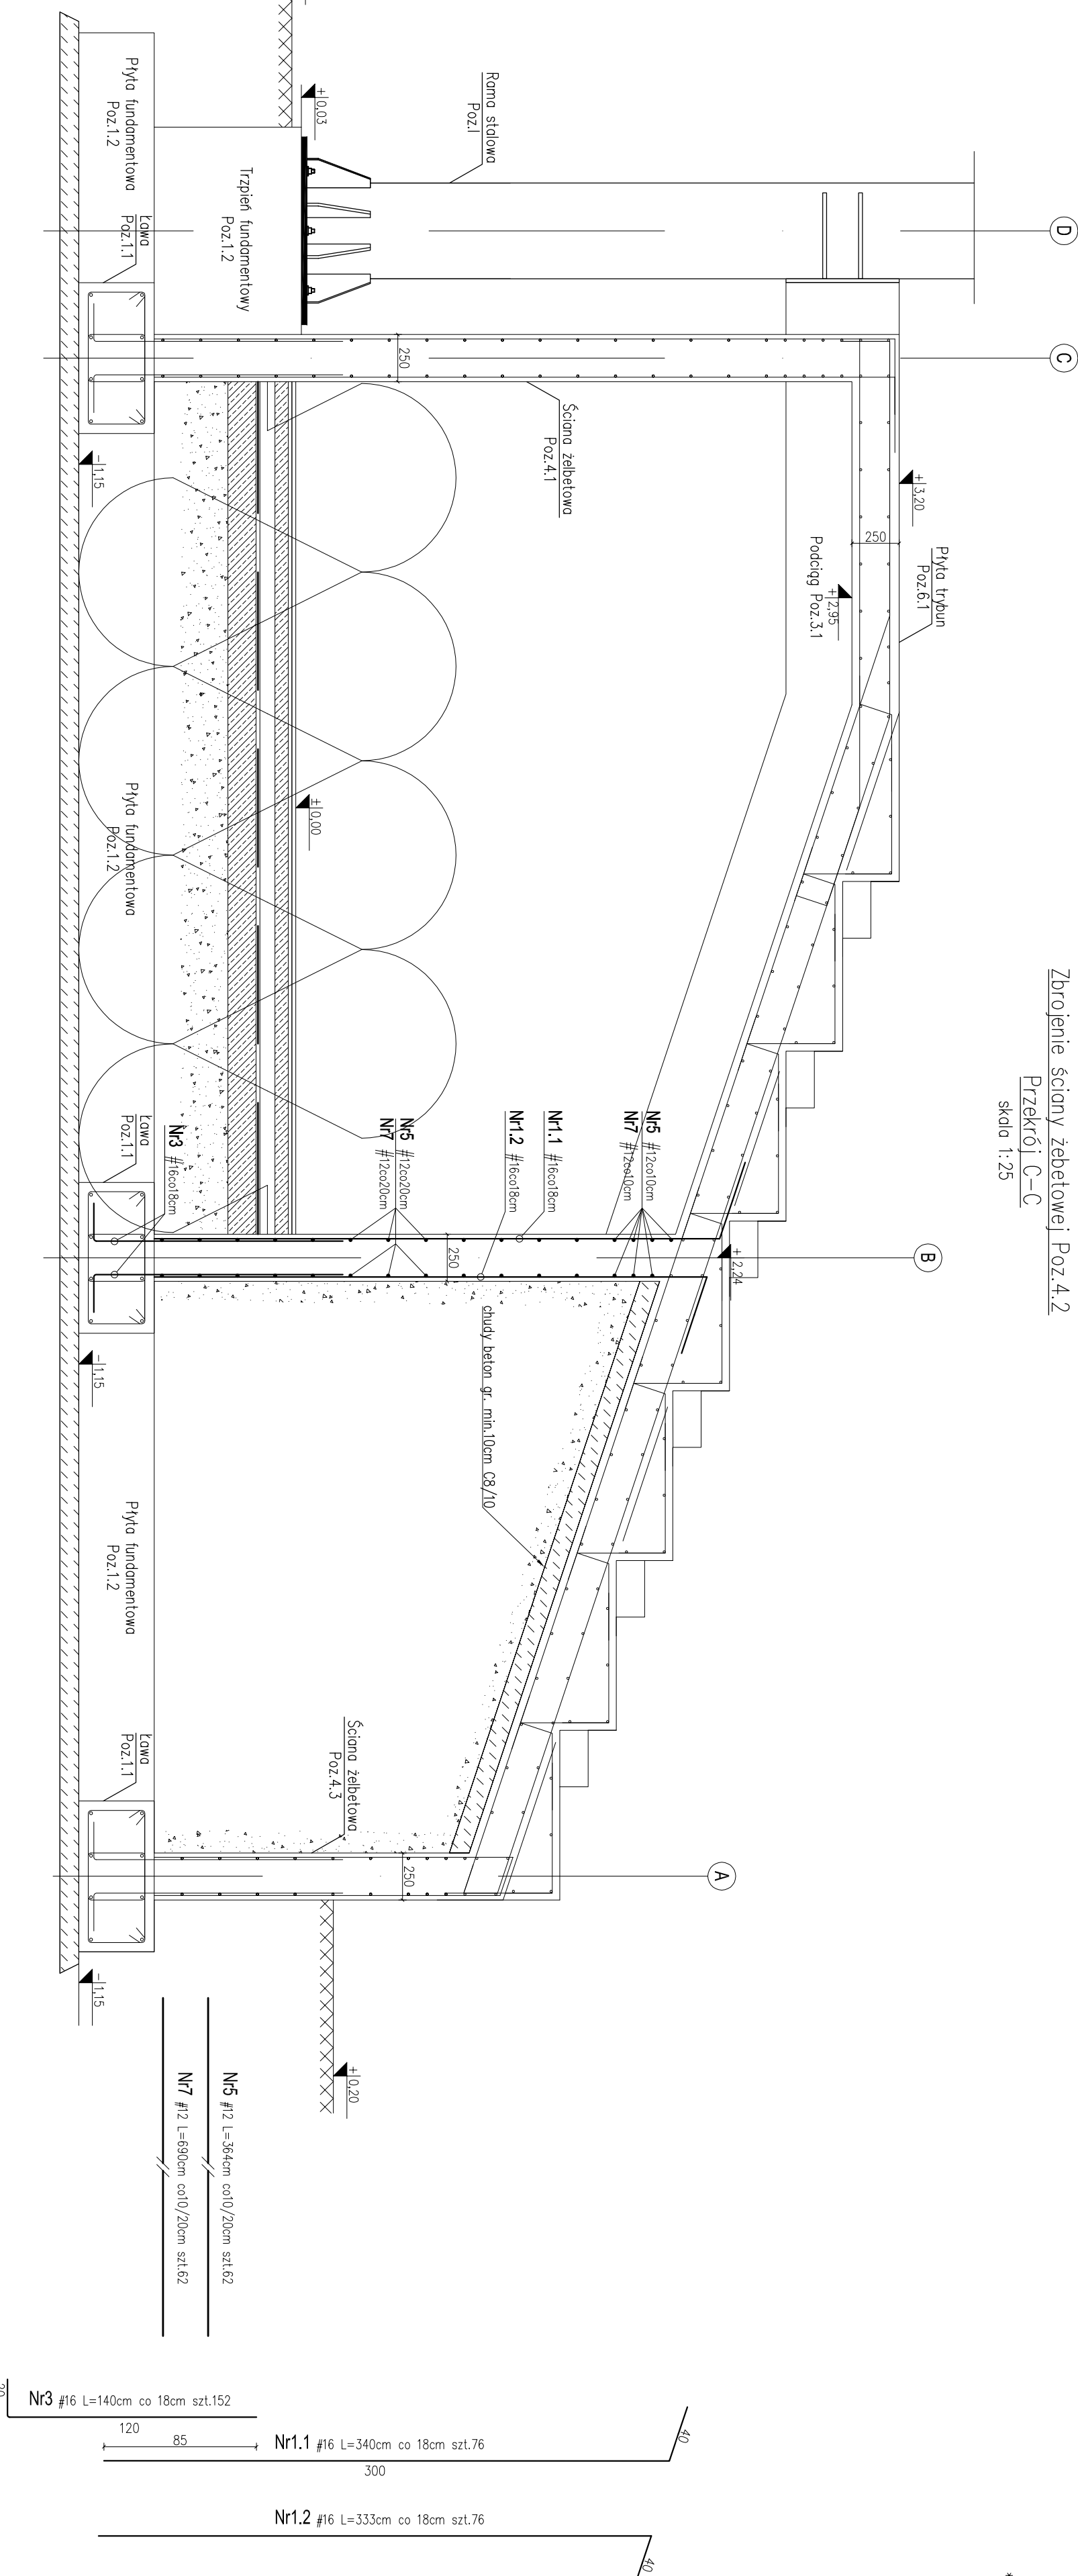 Zbrojenie ściany żebetowej Poz.4.2
Przekrój C–C
skala 1:25
D
C
B
A
Rama stalowa
Poz.I
+0,03
Płyta fundamentowa
Poz.1.2
Trzpień fundamentowy
Poz.1.2
Ława
Poz.1.1
-1,15
250
Ściana żelbetowa
Poz.4.1
+3,20
250
Płyta trybun
Poz.6.1
+2,95
Podciąg Poz.3.1
±0,00
Płyta fundamentowa
Poz.1.2
Nr5 #12co10cm
Nr7 #12co10cm
Nr1.1 #16co18cm
Nr1.2 #16co18cm
Nr5 #12co20cm
Nr7 #12co20cm
Nr3 #16co18cm
Ława
Poz.1.1
250
+2,24
-1,15
chudy beton gr. min.10cm C8/10
Płyta fundamentowa
Poz.1.2
Ława
Poz.1.1
Ściana żelbetowa
Poz.4.3
250
-1,15
+0,20
Nr5 #12 L=364cm co10/20cm szt.62
Nr7 #12 L=690cm co10/20cm szt.62
Nr3 #16 L=140cm co 18cm szt.152
120
85
Nr1.1 #16 L=340cm co 18cm szt.76
300
40
Nr1.2 #16 L=333cm co 18cm szt.76
40
*